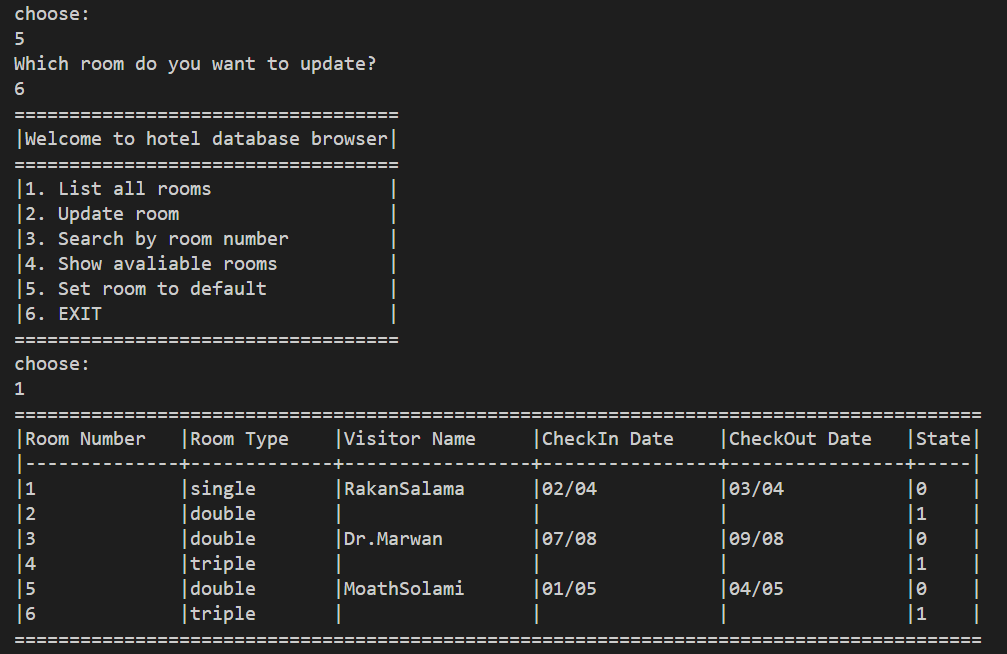 choose:
5
Which room do you want to update?
6
===================================
|Welcome to hotel database browser|
===================================
|1. List all rooms                |
|2. Update room                   |
|3. Search by room number         |
|4. Show avaliable rooms          |
|5. Set room to default           |
|6. EXIT                          |
===================================
choose:
1
========================================================================================
|Room Number   |Room Type    |Visitor Name     |CheckIn Date    |CheckOut Date   |State|
|--------------+-------------+-----------------+----------------+----------------+-----|
|1             |single       |RakanSalama      |02/04           |03/04           |0    |
|2             |double       |                 |                |                |1    |
|3             |double       |Dr.Marwan        |07/08           |09/08           |0    |
|4             |triple       |                 |                |                |1    |
|5             |double       |MoathSolami      |01/05           |04/05           |0    |
|6             |triple       |                 |                |                |1    |
========================================================================================